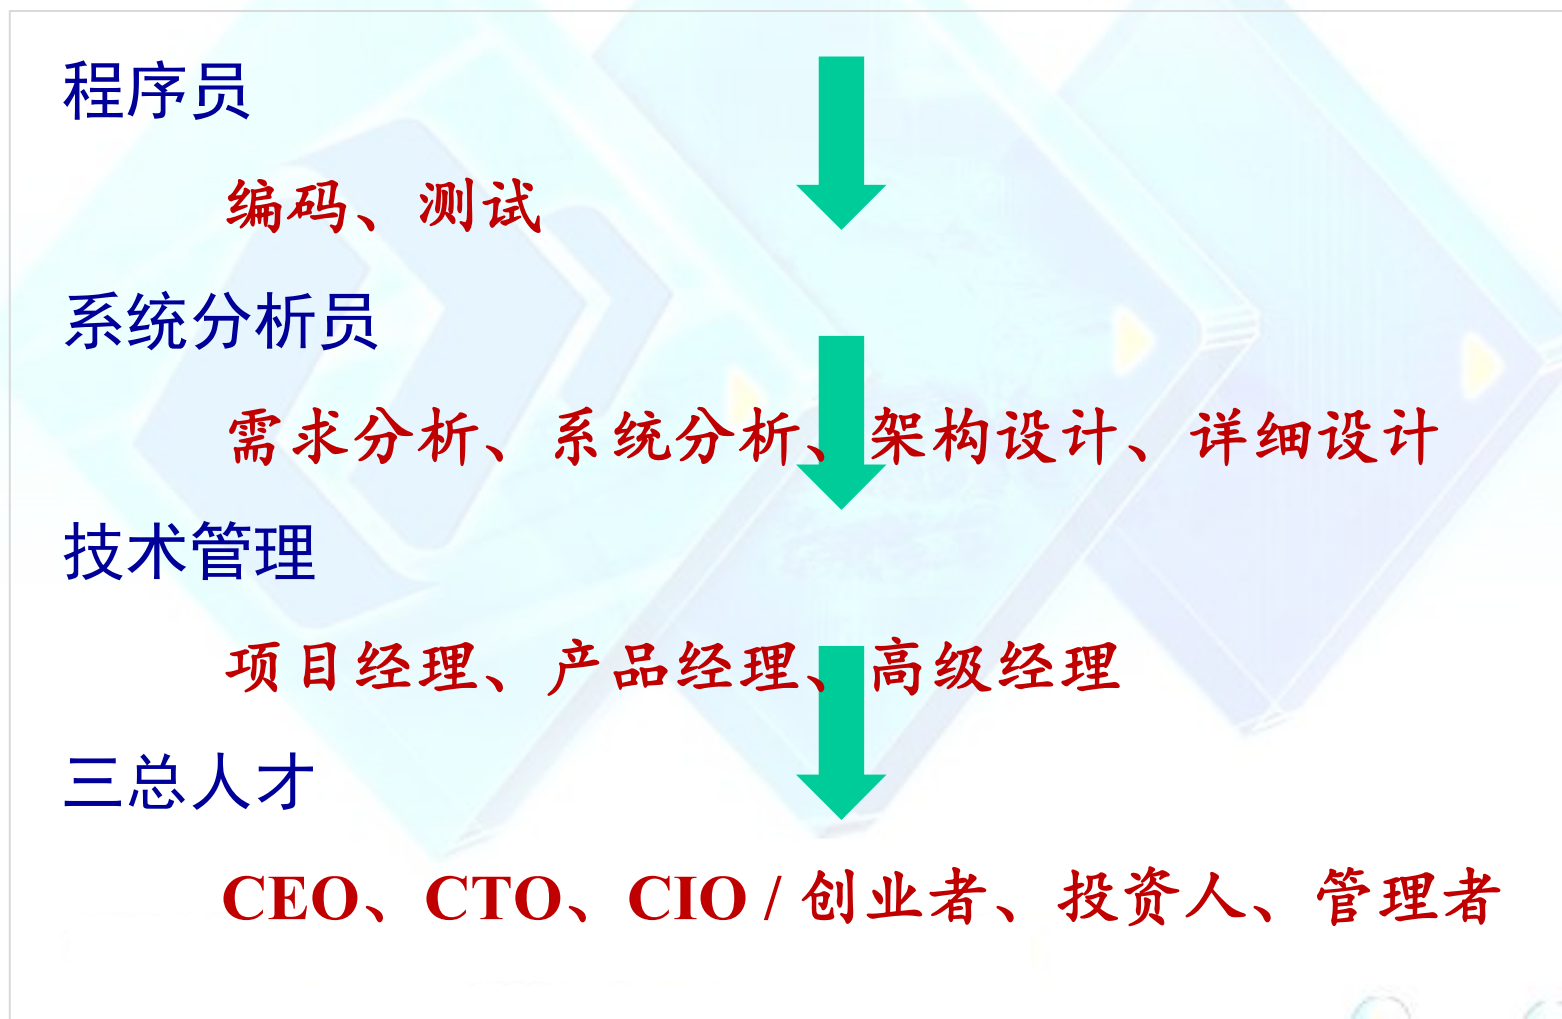 程序员
编码、测试
系统分析员
需求分析、系统分析、架构设计、详细设计
技术管理
项目经理、产品经理、高级经理
三总人才
CEO、CTO、CIO / 创业者、投资人、管理者